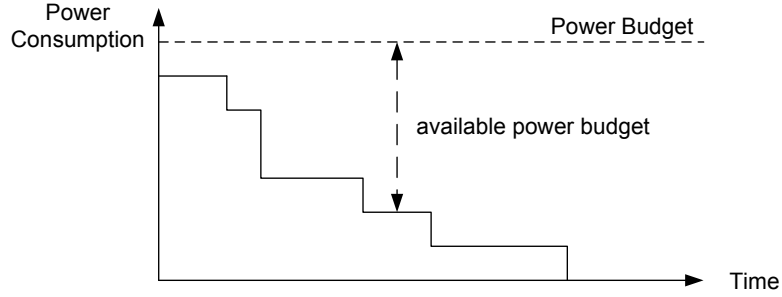 Power
Consumption
Power Budget
available power budget
Time